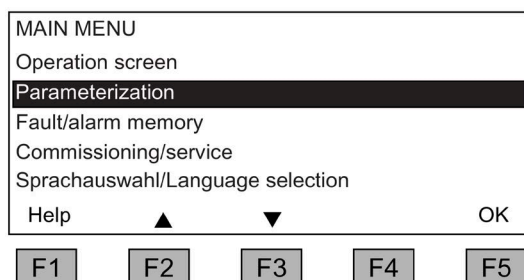 MAIN MENU
Operation screen
Parameterization
Fault/alarm memory
Commissioning/service
Sprachauswahl/Language selection
Help ▲ ▼ OK
F1 F2 F3 F4 F5